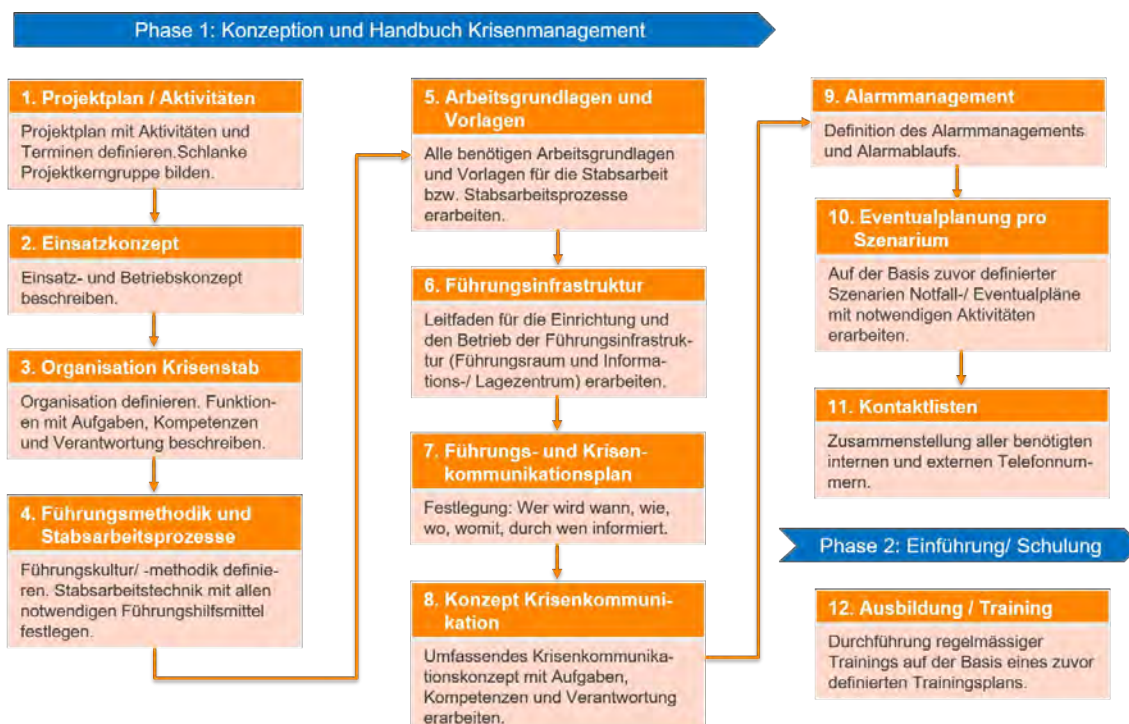 Phase 1: Konzeption und Handbuch Krisenmanagement
1. Projektplan / Aktivitäten
Projektplan mit Aktivitäten und
Terminen definieren.Schlanke
Projektkerngruppe bilden.
2. Einsatzkonzept
Einsatz- und Betriebskonzept
beschreiben.
3. Organisation Krisenstab
Organisation definieren. Funktion-
en mit Aufgaben, Kompetenzen
und Verantwortung beschreiben.
4. Führungsmethodik und
Stabsarbeitsprozesse
Führungskultur/ -methodik definie-
ren. Stabsarbeitstechnik mit allen
notwendigen Führungshilfsmittel
festlegen.
5. Arbeitsgrundlagen und
Vorlagen
Alle benötigen Arbeitsgrundlagen
und Vorlagen für die Stabsarbeit
bzw. Stabsarbeitsprozesse
erarbeiten.
6. Führungsinfrastruktur
Leitfaden für die Einrichtung und
den Betrieb der Führungsinfrastruk-
tur (Führungsraum und Informa-
tions-/ Lagezentrum) erarbeiten.
7. Führungs- und Krisen-
kommunikationsplan
Festlegung: Wer wird wann, wie,
wo, womit, durch wen informiert.
8. Konzept Krisenkommuni-
kation
Umfassendes Krisenkommunika-
tionskonzept mit Aufgaben,
Kompetenzen und Verantwortung
erarbeiten.
9. Alarmmanagement
Definition des Alarmmanagements
und Alarmablaufs.
10. Eventualplanung pro
Szenarium
Auf der Basis zuvor definierter
Szenarien Notfall-/ Eventualpläne
mit notwendigen Aktivitäten
erarbeiten.
11. Kontaktlisten
Zusammenstellung aller benötigten
internen und externen Telefonnum-
mern.
Phase 2: Einführung/ Schulung
12. Ausbildung / Training
Durchführung regelmässiger
Trainings auf der Basis eines zuvor
definierten Trainingsplans.